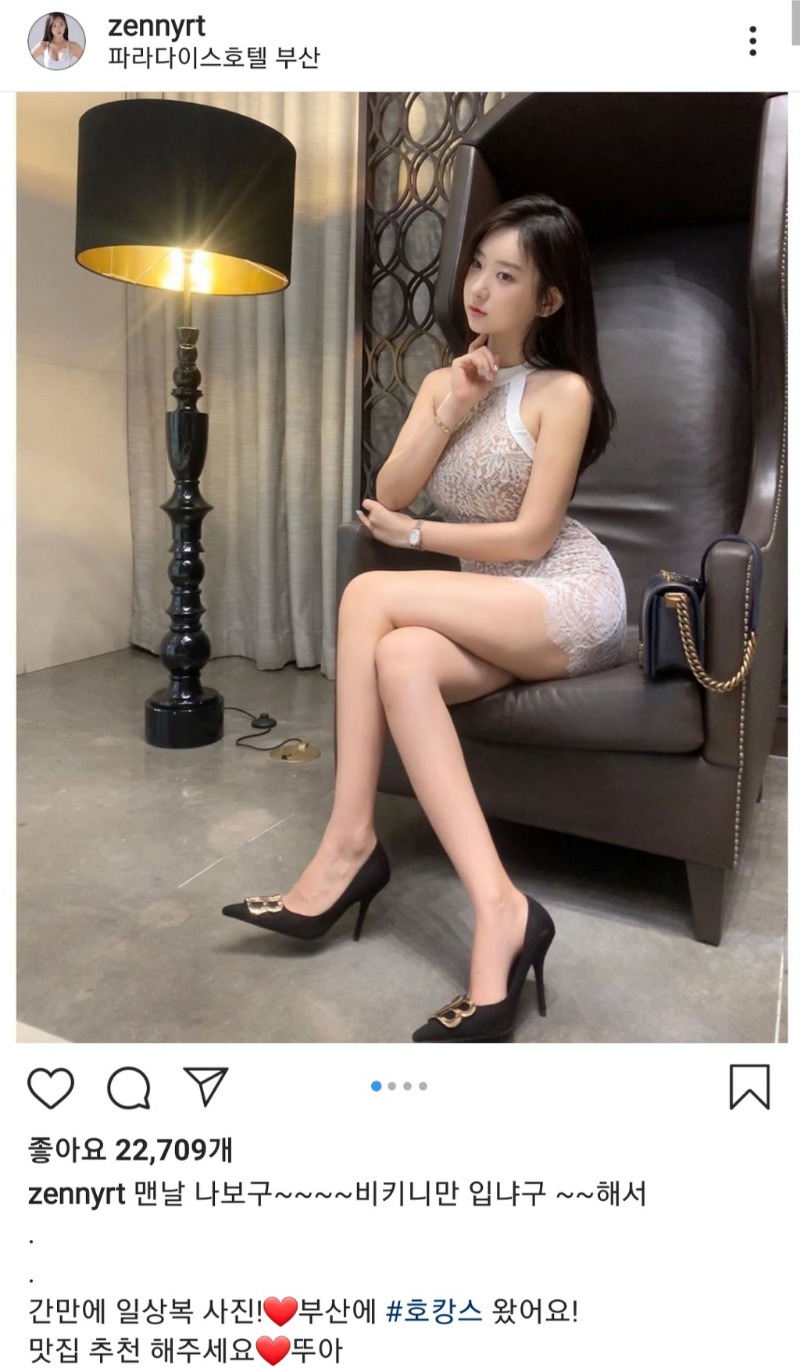 zennyrt
파라다이스호텔 부산
좋아요 22,709개
zennyrt 맨날 나보구~~~~비키니만 입냐구 ~~해서
.
.
간만에 일상복 사진!❤️부산에 #호캉스 왔어요!
맛집 추천 해주세요❤️뚜아